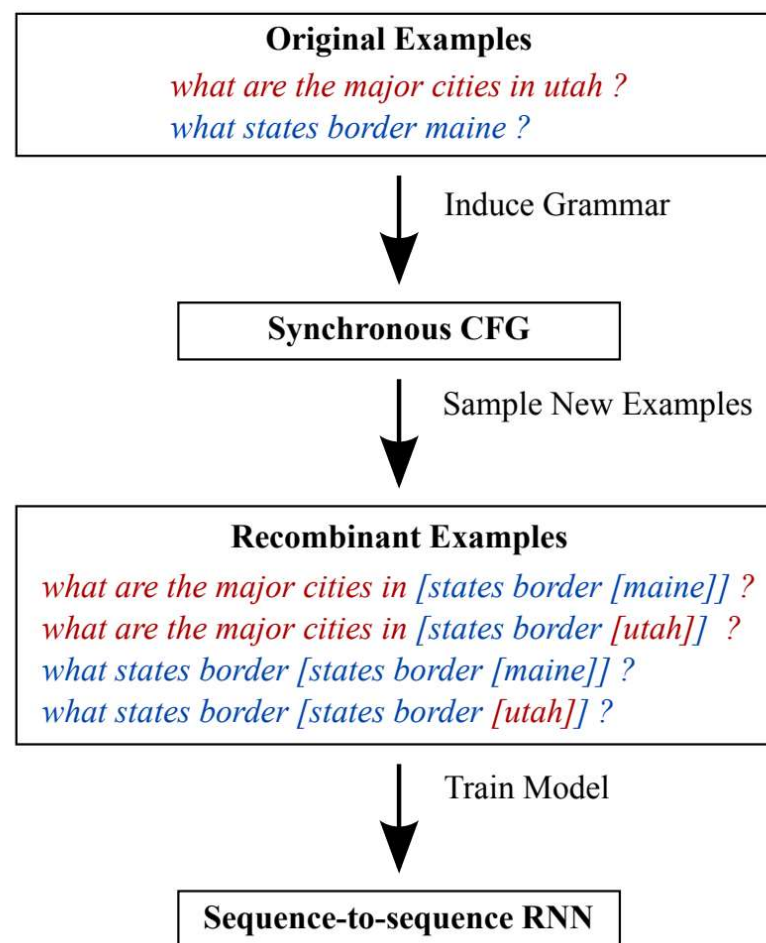 Original Examples
what are the major cities in utah ?
what states border maine ?
Induce Grammar
Synchronous CFG
Sample New Examples
Recombinant Examples
what are the major cities in [states border [maine]] ?
what are the major cities in [states border [utah]] ?
what states border [states border [maine]] ?
what states border [states border [utah]] ?
Train Model
Sequence-to-sequence RNN